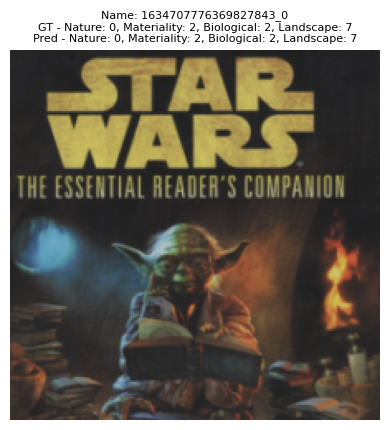 Name: 1634707776369827843_0
GT - Nature: 0, Materiality: 2, Biological: 2, Landscape: 7
Pred - Nature: 0, Materiality: 2, Biological: 2, Landscape: 7
STAR
WARS
THE ESSENTIAL READER'S COMPANION